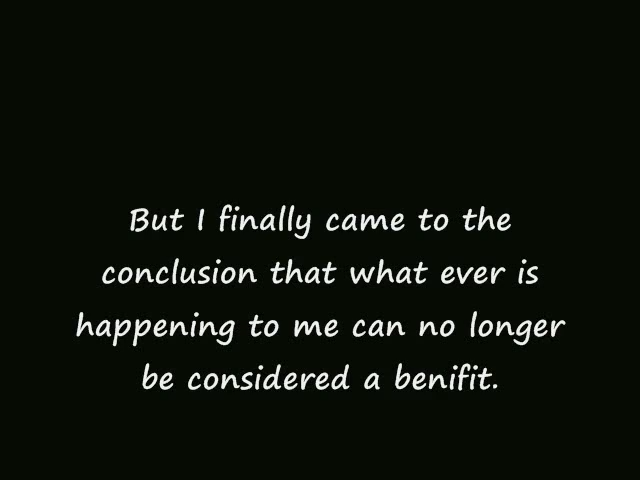 But I finally came to the
conclusion that what ever is
happening to me can no longer
be considered a benifit.